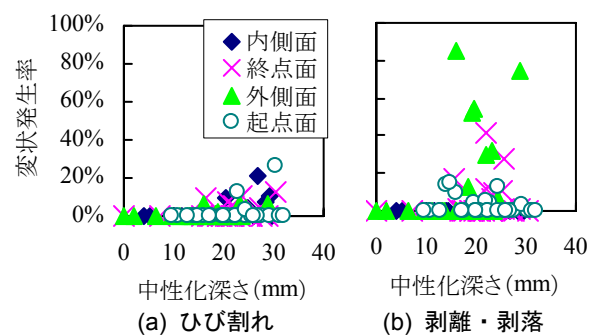 100%
80%
60%
40%
20%
0%
変状発生率
内側面
終点面
外側面
起点面
0 10 20 30 40
中性化深さ(mm)
(a) ひび割れ
0 10 20 30 40
中性化深さ(mm)
(b) 剥離・剥落